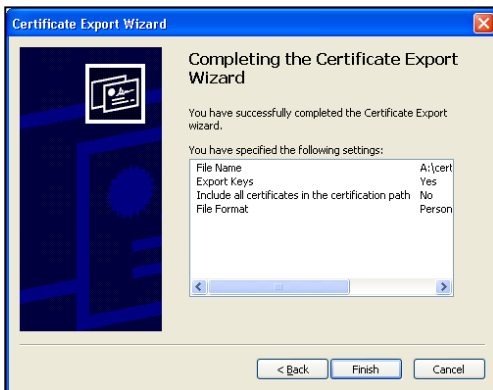 Certificate Export Wizard
Completing the Certificate Export
Wizard
You have successfully completed the Certificate Export
wizard.
You have specified the following settings:
File Name A:\cert
Export Keys Yes
Include all certificates in the certification path No
File Format Person
< Back Finish Cancel